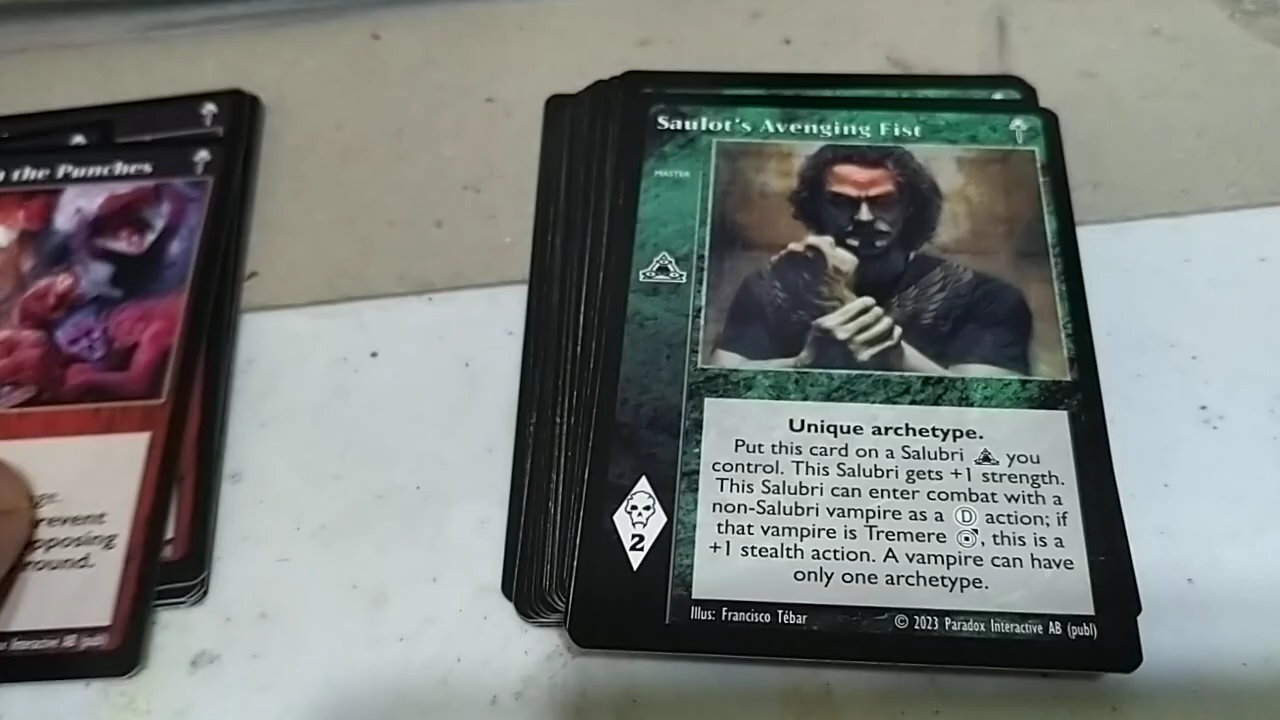 the Punches
revent
pposing
round.
Saulot's Avenging Fist
MASTER
Unique archetype.
Put this card on a Salubri you
control. This Salubri gets +1 strength.
This Salubri can enter combat with a
non-Salubri vampire as a D action; if
that vampire is Tremere , this is a
+1 stealth action. A vampire can have
only one archetype.
2
Illus: Francisco Tébar
© 2023 Paradox Interactive AB (publ)